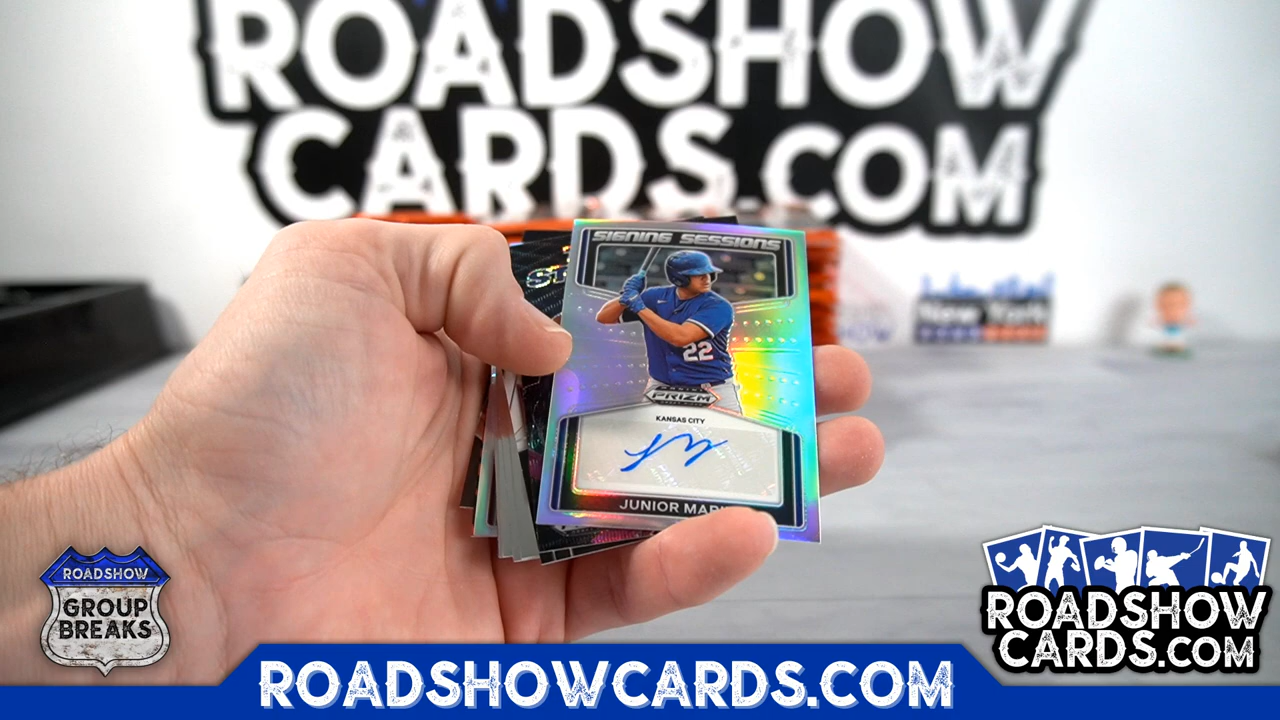 ROADSHOW
CARDS.COM
SIGNING SESSIONS
22
PRIZM
KANSAS CITY
JUNIOR
New York
ROADSHOW
GROUP
BREAKS
ROADSHOW
CARDS.COM
ROADSHOWCARDS.COM